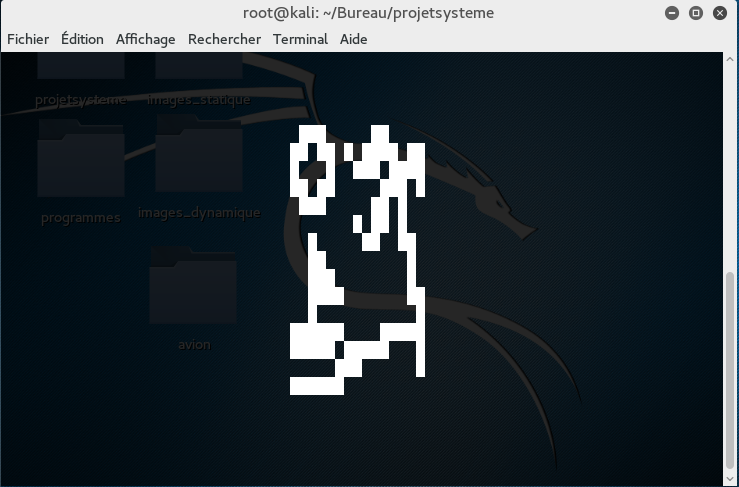 root@kali: ~/Bureau/projetsysteme
Fichier Édition Affichage Rechercher Terminal Aide
projetsysteme images_statique
programmes images_dynamique
avion